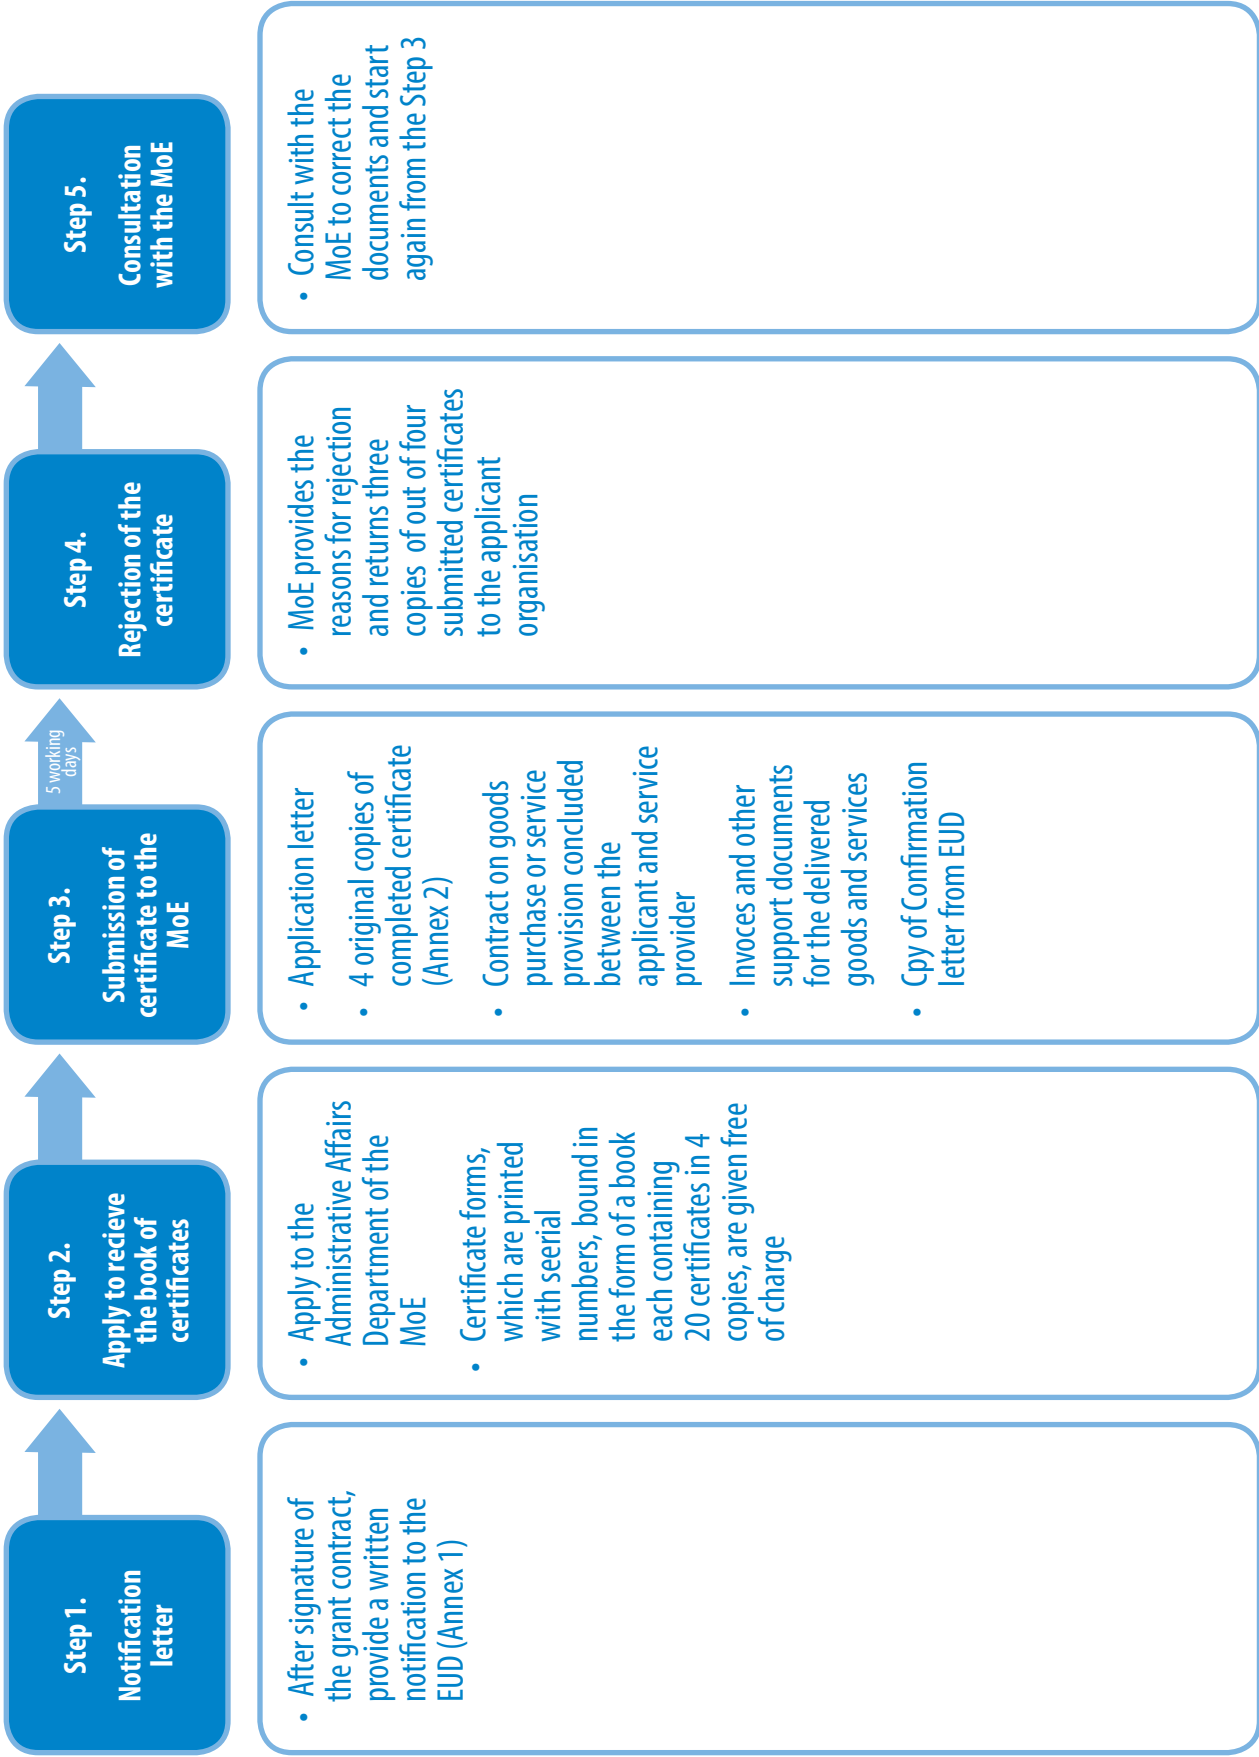 Step 1.
Notification
letter
• After signature of
the grant contract,
provide a written
notification to the
EUD (Annex 1)
Step 2.
Apply to recieve
the book of
certificates
• Apply to the
Administrative Affairs
Department of the
MoE
• Certificate forms,
which are printed
with seerial
numbers, bound in
the form of a book
each containing
20 certificates in 4
copies, are given free
of charge
Step 3.
Submission of
certificate to the
MoE
• Application letter
• 4 original copies of
completed certificate
(Annex 2)
• Contract on goods
purchase or service
provision concluded
between the
applicant and service
provider
• Invoces and other
support documents
for the delivered
goods and services
• Cpy of Confirmation
letter from EUD
5 working
days
Step 4.
Rejection of the
certificate
• MoE provides the
reasons for rejection
and returns three
copies of out of four
submitted certificates
to the applicant
organisation
Step 5.
Consultation
with the MoE
• Consult with the
MoE to correct the
documents and start
again from the Step 3